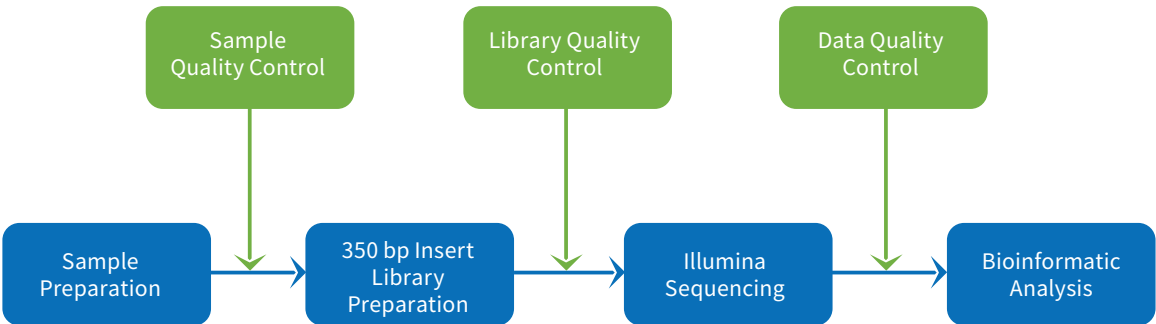 Sample
Quality Control
Library Quality
Control
Data Quality
Control
Sample
Preparation
350 bp Insert
Library
Preparation
Illumina
Sequencing
Bioinformatic
Analysis